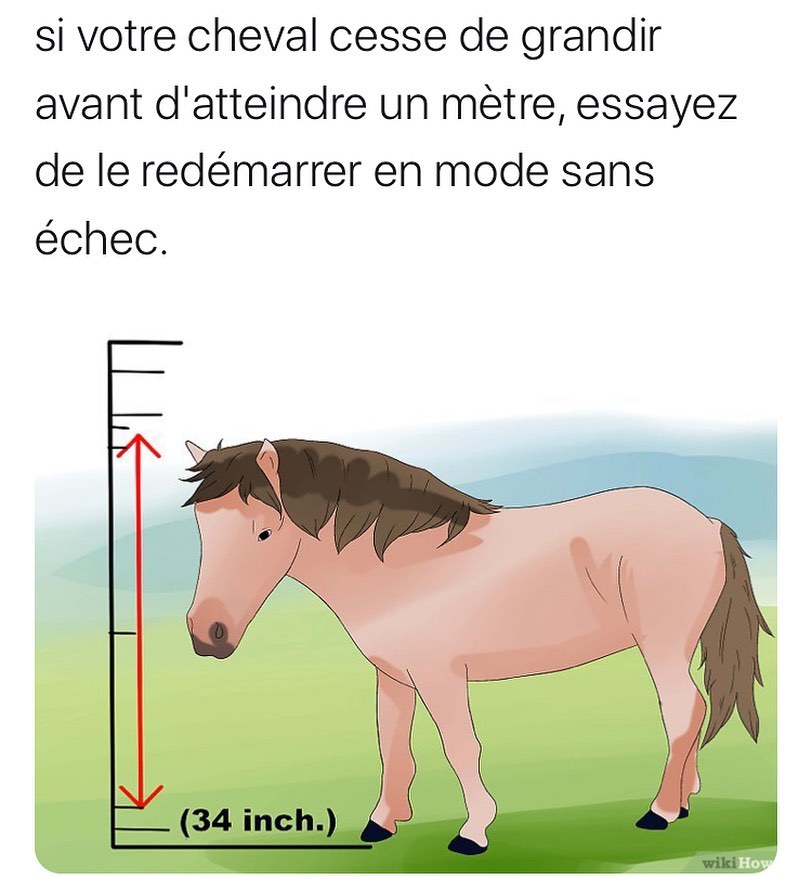 si votre cheval cesse de grandir
avant d'atteindre un mètre, essayez
de le redémarrer en mode sans
échec.
(34 inch.)
wikiHow